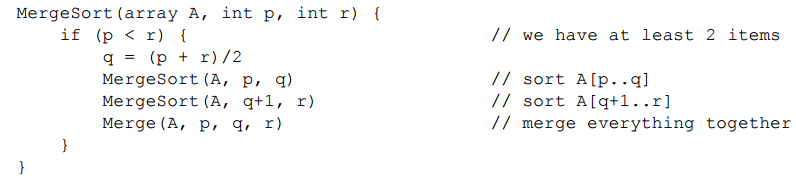 MergeSort(array A, int p, int r) {
if (p < r) { // we have at least 2 items
q = (p + r)/2
MergeSort(A, p, q) // sort A[p..q]
MergeSort(A, q+1, r) // sort A[q+1..r]
Merge(A, p, q, r) // merge everything together
}
}